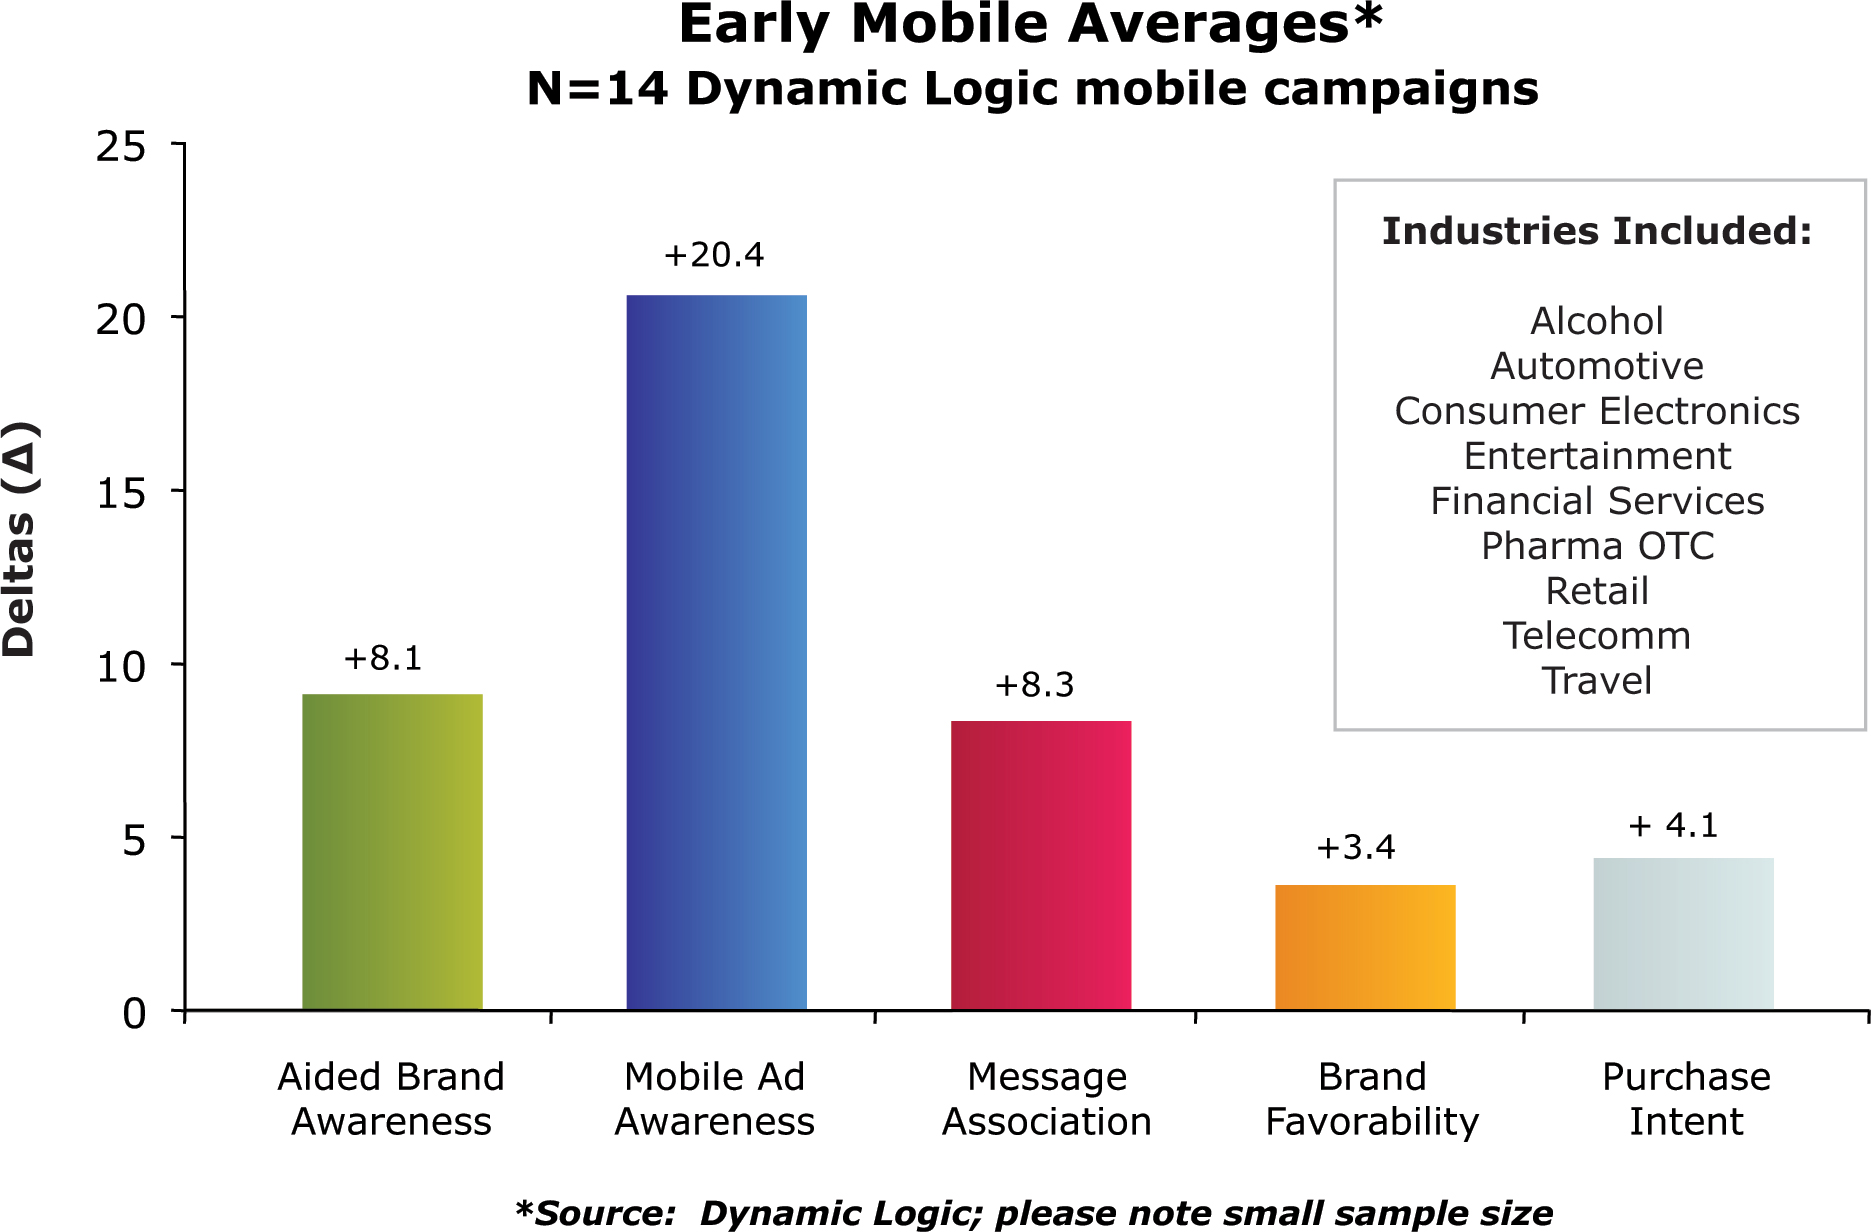 Early Mobile Averages*
N=14 Dynamic Logic mobile campaigns
Deltas (Δ)
25
20
15
10
5
0
+8.1
+20.4
+8.3
+3.4
+ 4.1
Industries Included:
Alcohol
Automotive
Consumer Electronics
Entertainment
Financial Services
Pharma OTC
Retail
Telecomm
Travel
Aided Brand
Awareness
Mobile Ad
Awareness
Message
Association
Brand
Favorability
Purchase
Intent
*Source:  Dynamic Logic; please note small sample size